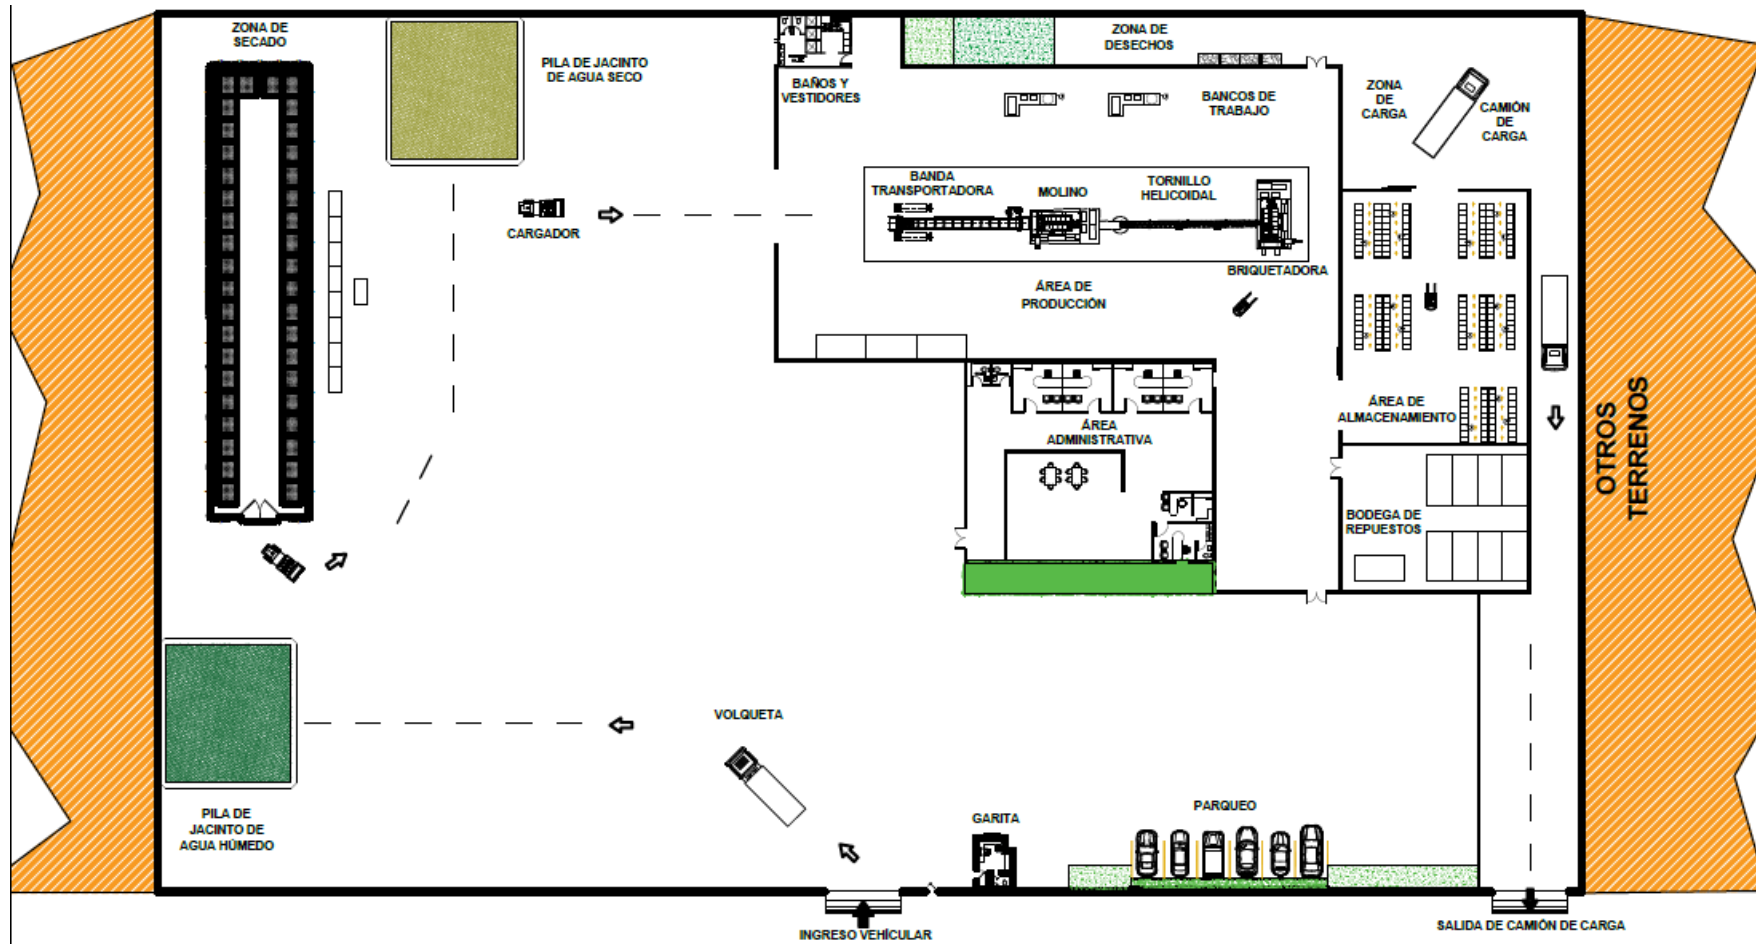 ZONA DE
SECADO
PILA DE JACINTO
DE AGUA SECO
BAÑOS Y
VESTIDORES
ZONA DE
DESECHOS
BANCOS DE
TRABAJO
ZONA
DE
CARGA
CAMIÓN
DE
CARGA
BANDA
TRANSPORTADORA
MOLINO
TORNILLO
HELICOIDAL
CARGADOR
BRIQUETADORA
ÁREA DE
PRODUCCIÓN
ÁREA DE
ALMACENAMIENTO
ÁREA
ADMINISTRATIVA
OTROS
TERRENOS
BODEGA DE
REPUESTOS
VOLQUETA
PILA DE
JACINTO DE
AGUA HÚMEDO
GARITA
PARQUEO
INGRESO VEHÍCULAR
SALIDA DE CAMIÓN DE CARGA